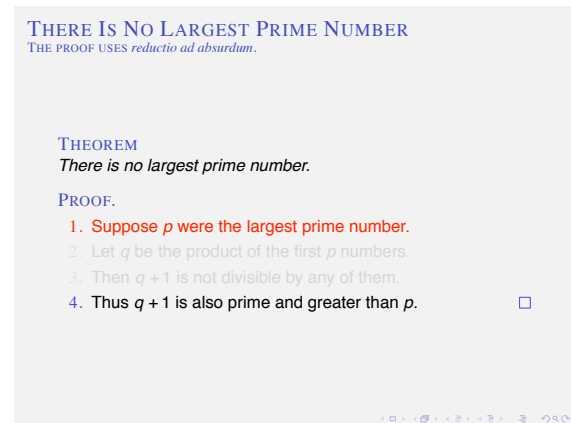 THERE IS NO LARGEST PRIME NUMBER
THE PROOF USES reductio ad absurdum.
THEOREM
There is no largest prime number.
PROOF.
1. Suppose p were the largest prime number.
2. Let q be the product of the first p numbers.
3. Then q + 1 is not divisible by any of them.
4. Thus q + 1 is also prime and greater than p. □